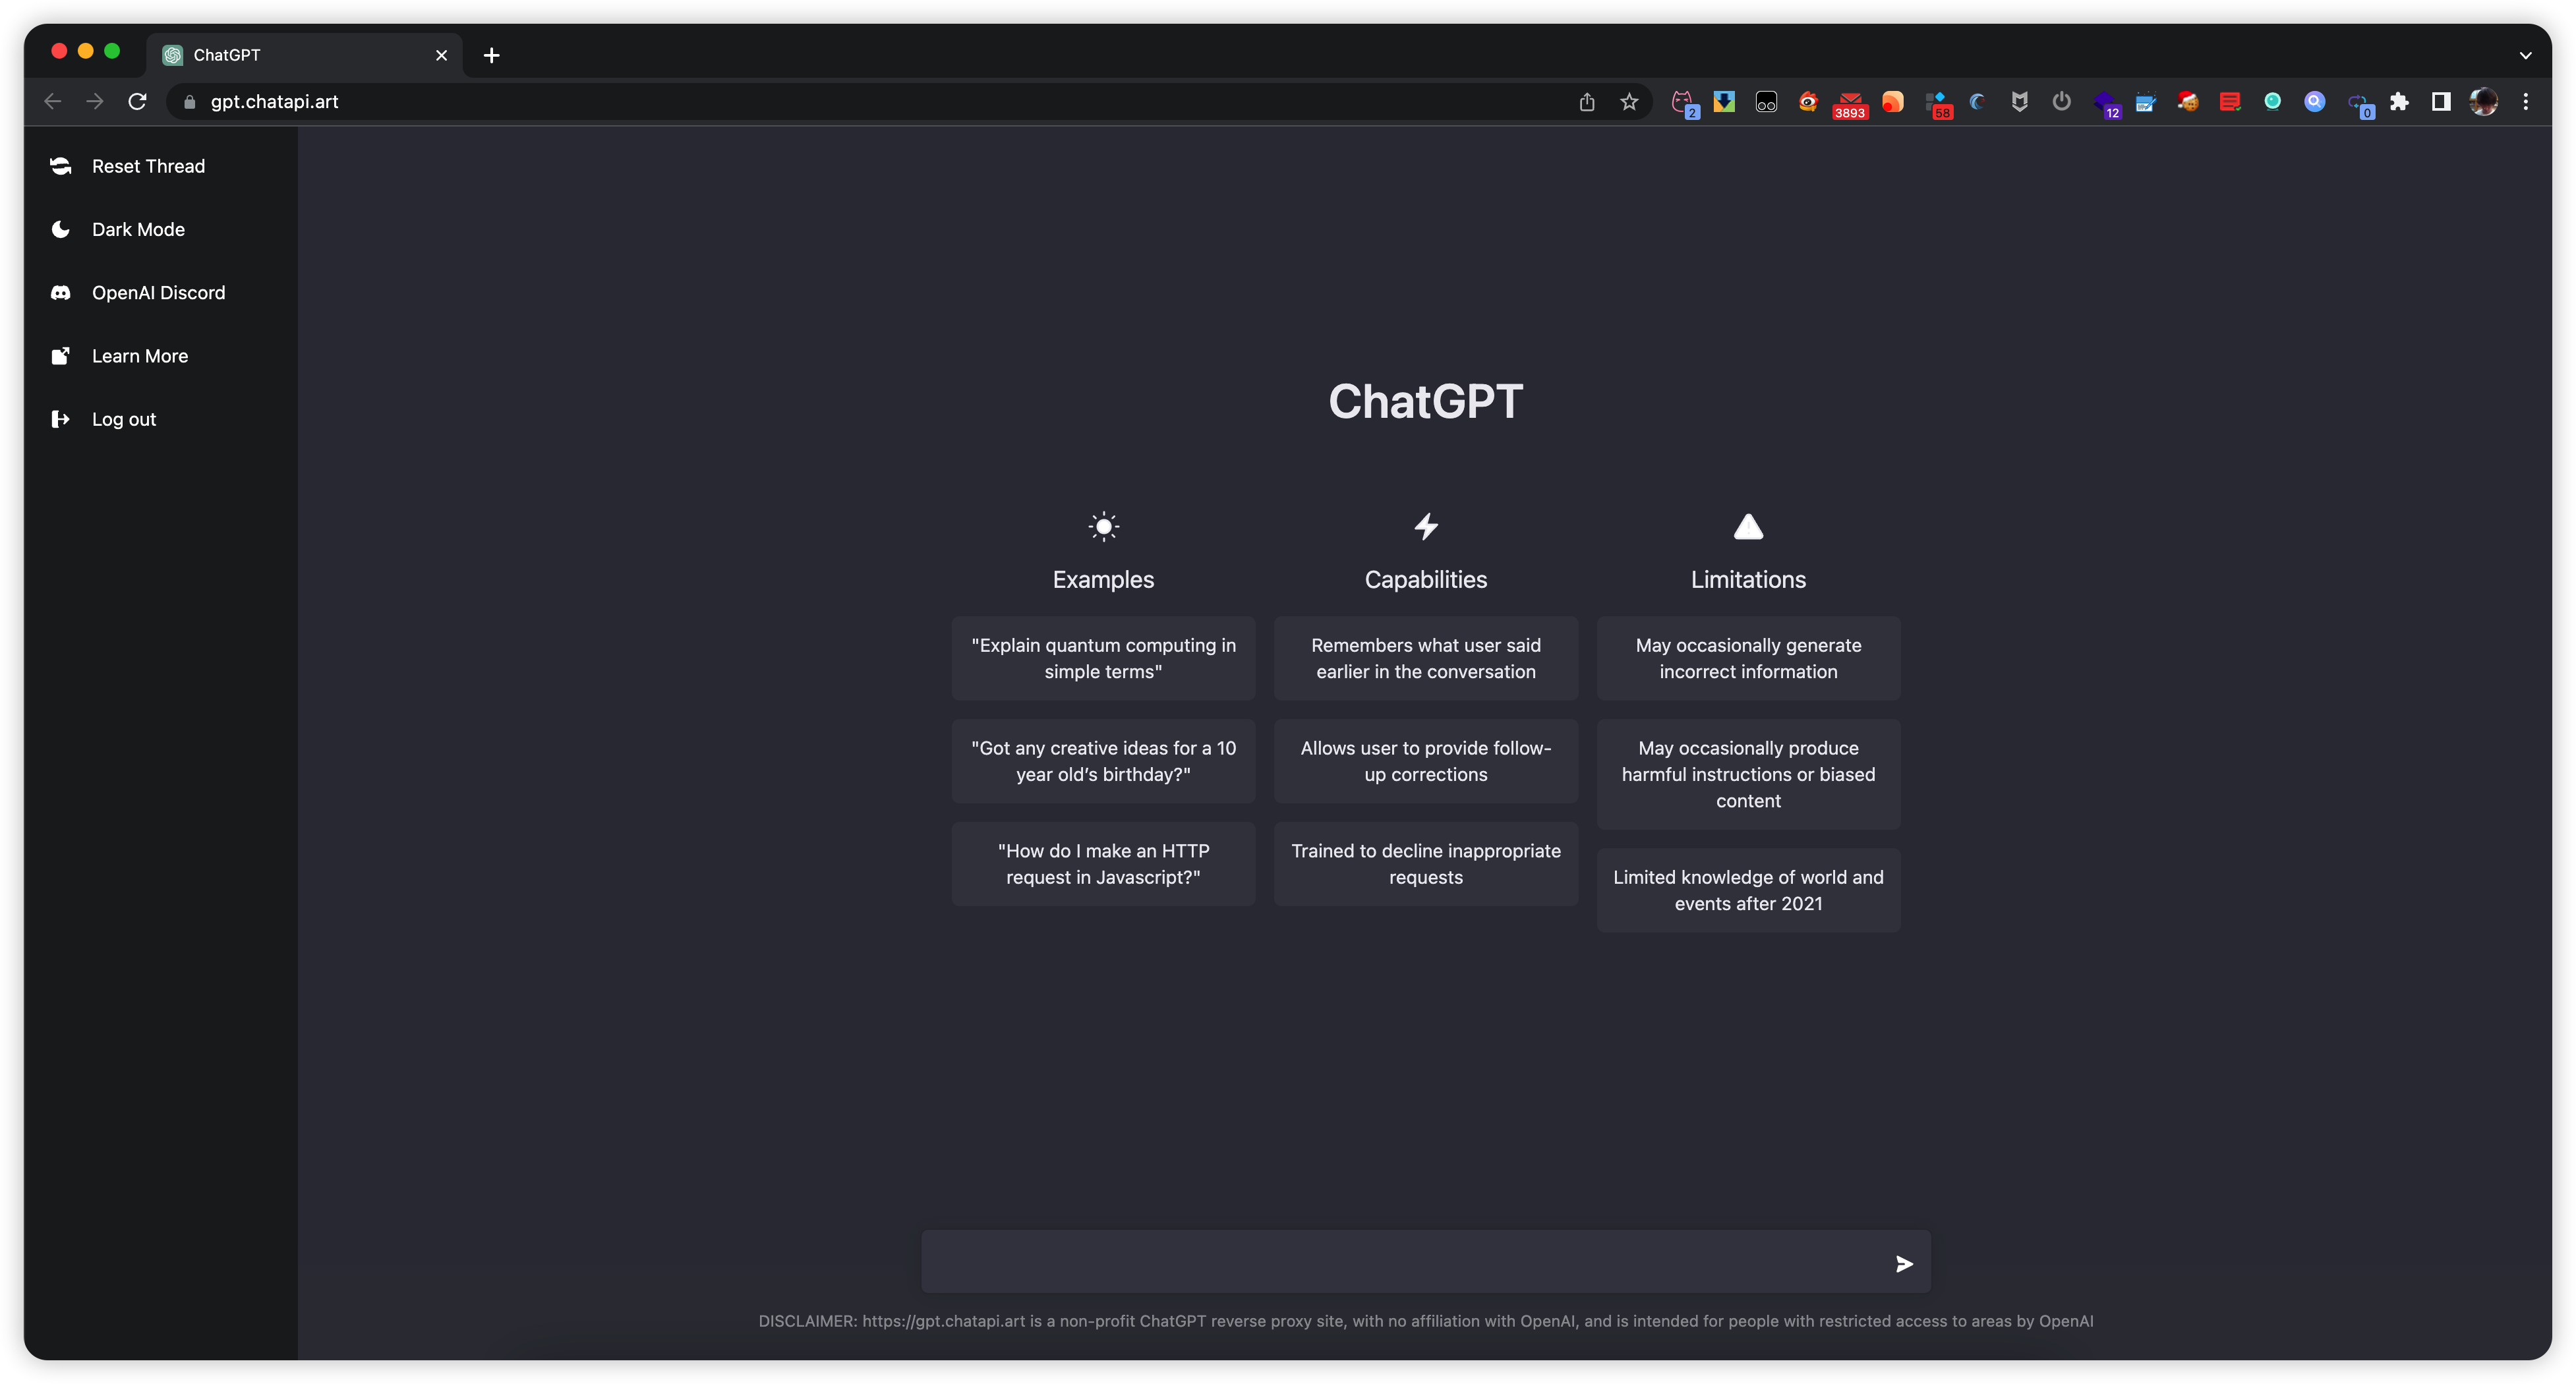 ChatGPT
gpt.chatapi.art
2
3893
58
12
0
Reset Thread
Dark Mode
OpenAI Discord
Learn More
Log out
ChatGPT
Examples
"Explain quantum computing in
simple terms"
"Got any creative ideas for a 10
year old’s birthday?"
"How do I make an HTTP
request in Javascript?"
Capabilities
Remembers what user said
earlier in the conversation
Allows user to provide follow-
up corrections
Trained to decline inappropriate
requests
Limitations
May occasionally generate
incorrect information
May occasionally produce
harmful instructions or biased
content
Limited knowledge of world and
events after 2021
DISCLAIMER: https://gpt.chatapi.art is a non-profit ChatGPT reverse proxy site, with no affiliation with OpenAI, and is intended for people with restricted access to areas by OpenAI